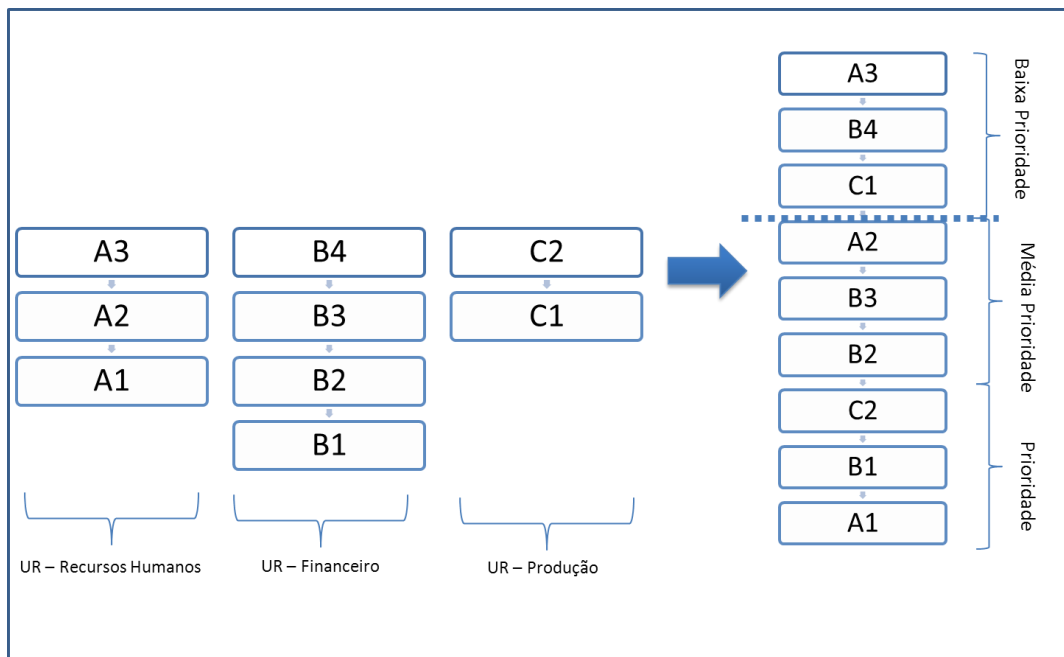 A3
A2
A1
UR – Recursos Humanos
B4
B3
B2
B1
UR – Financeiro
C2
C1
UR – Produção
A3
B4
C1
A2
B3
B2
C2
B1
A1
Baixa Prioridade
Média Prioridade
Prioridade